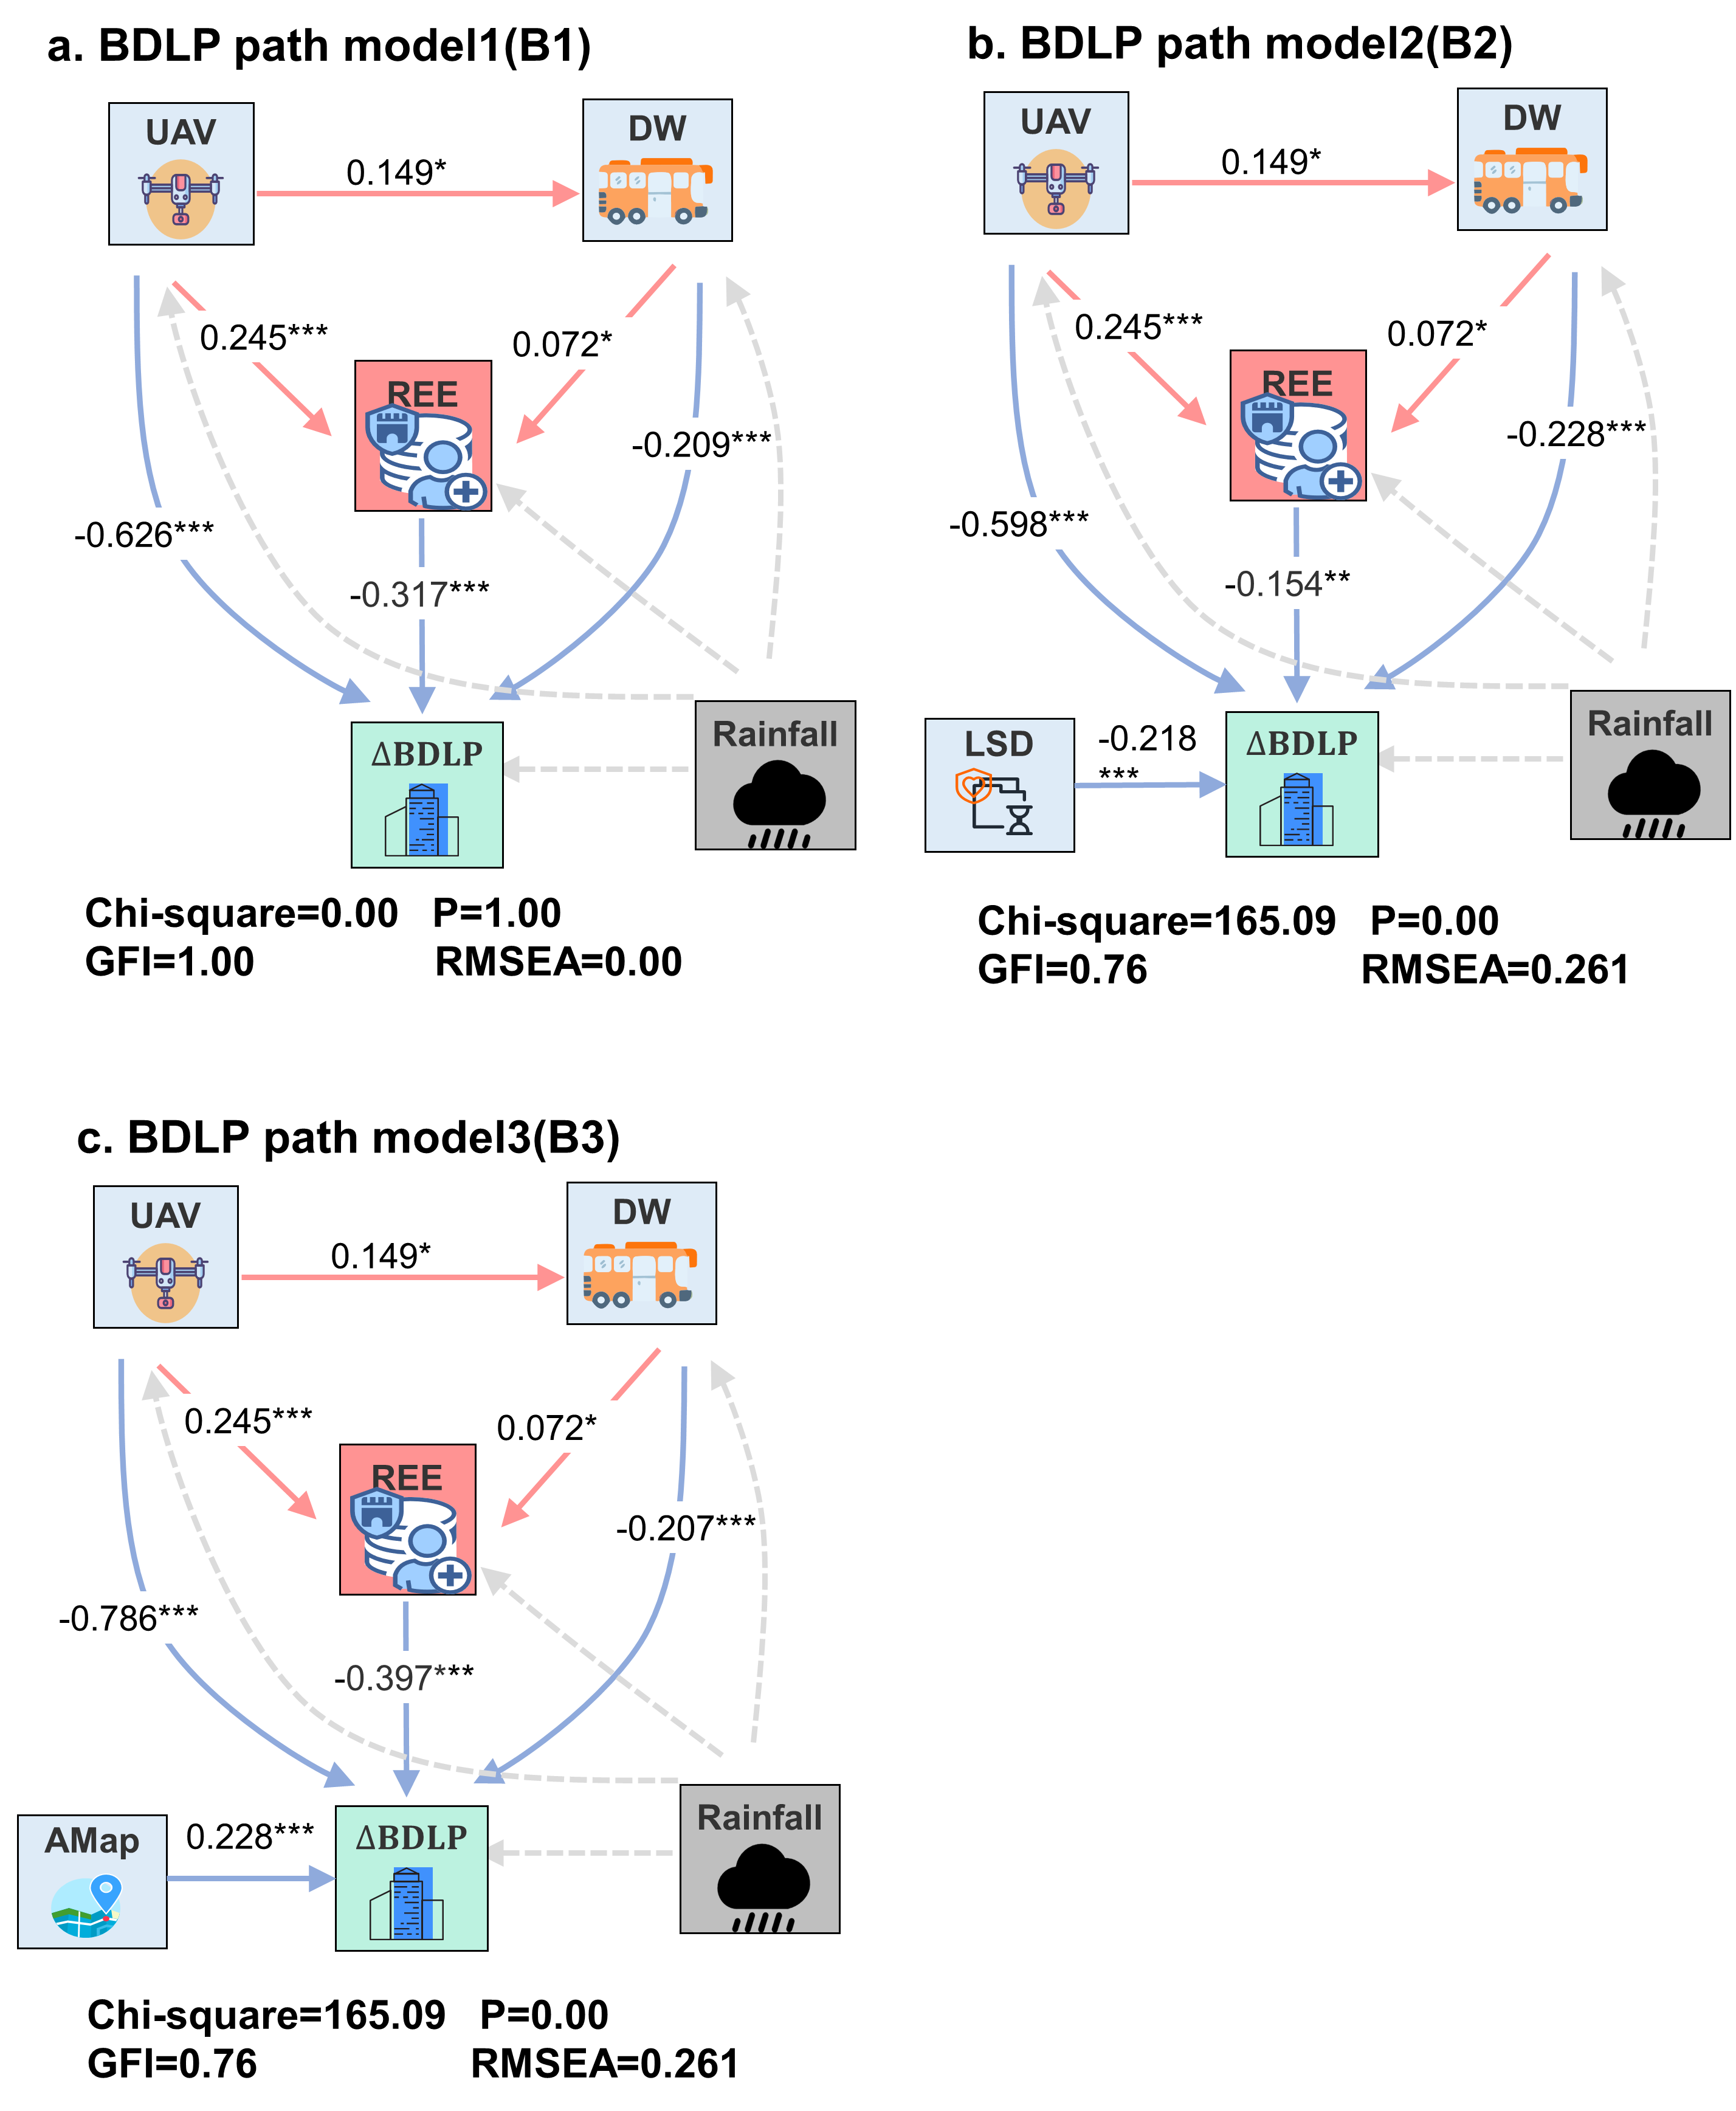 a. BDLP path model1(B1)
UAV
DW
0.149*
0.245***
0.072*
REE
-0.209***
-0.626***
-0.317***
ΔBDLP
Rainfall
Chi-square=0.00 P=1.00
GFI=1.00 RMSEA=0.00
b. BDLP path model2(B2)
UAV
DW
0.149*
0.245***
0.072*
REE
-0.228***
-0.598***
-0.154**
LSD
-0.218
***
ΔBDLP
Rainfall
Chi-square=165.09 P=0.00
GFI=0.76 RMSEA=0.261
c. BDLP path model3(B3)
UAV
DW
0.149*
0.245***
0.072*
REE
-0.207***
-0.786***
-0.397***
AMap
0.228***
ΔBDLP
Rainfall
Chi-square=165.09 P=0.00
GFI=0.76 RMSEA=0.261